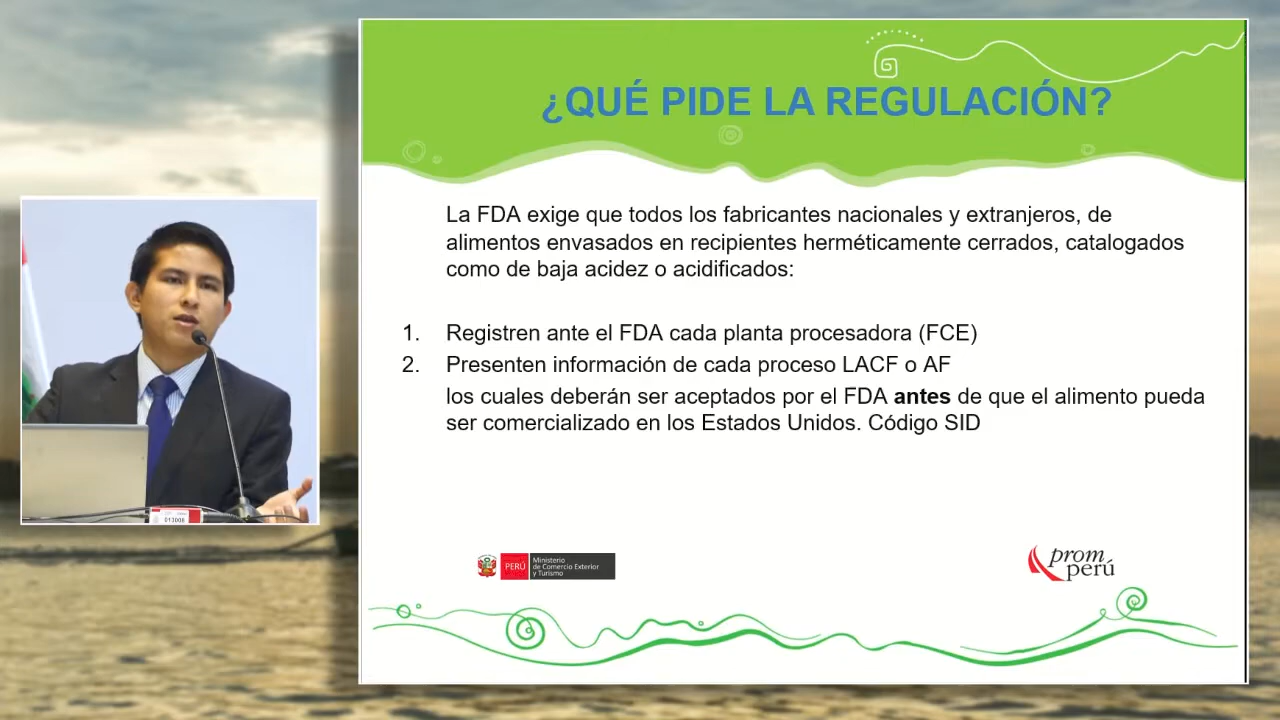 ¿QUÉ PIDE LA REGULACIÓN?
La FDA exige que todos los fabricantes nacionales y extranjeros, de
alimentos envasados en recipientes herméticamente cerrados, catalogados
como de baja acidez o acidificados:
1. Registren ante el FDA cada planta procesadora (FCE)
2. Presenten información de cada proceso LACF o AF
los cuales deberán ser aceptados por el FDA antes de que el alimento pueda
ser comercializado en los Estados Unidos. Código SID
PERÚ
Ministerio
de Comercio Exterior
y Turismo
prom
perú
013006